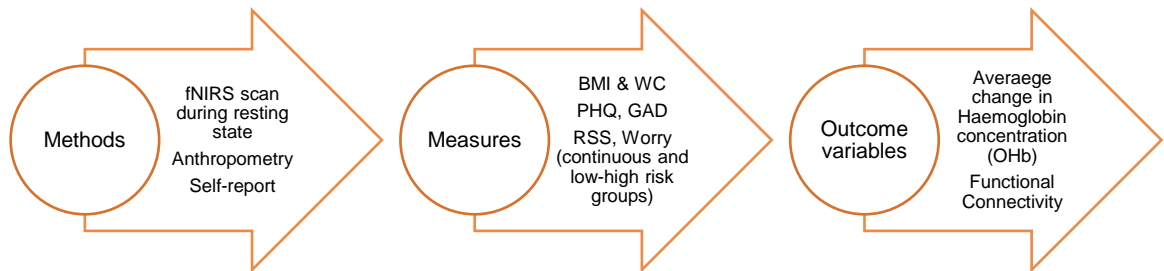 Methods
fNIRS scan
during resting
state
Anthropometry
Self-report
Measures
BMI & WC
PHQ, GAD
RSS, Worry
(continuous and
low-high risk
groups)
Outcome
variables
Averaege
change in
Haemoglobin
concentration
(OHb)
Functional
Connectivity